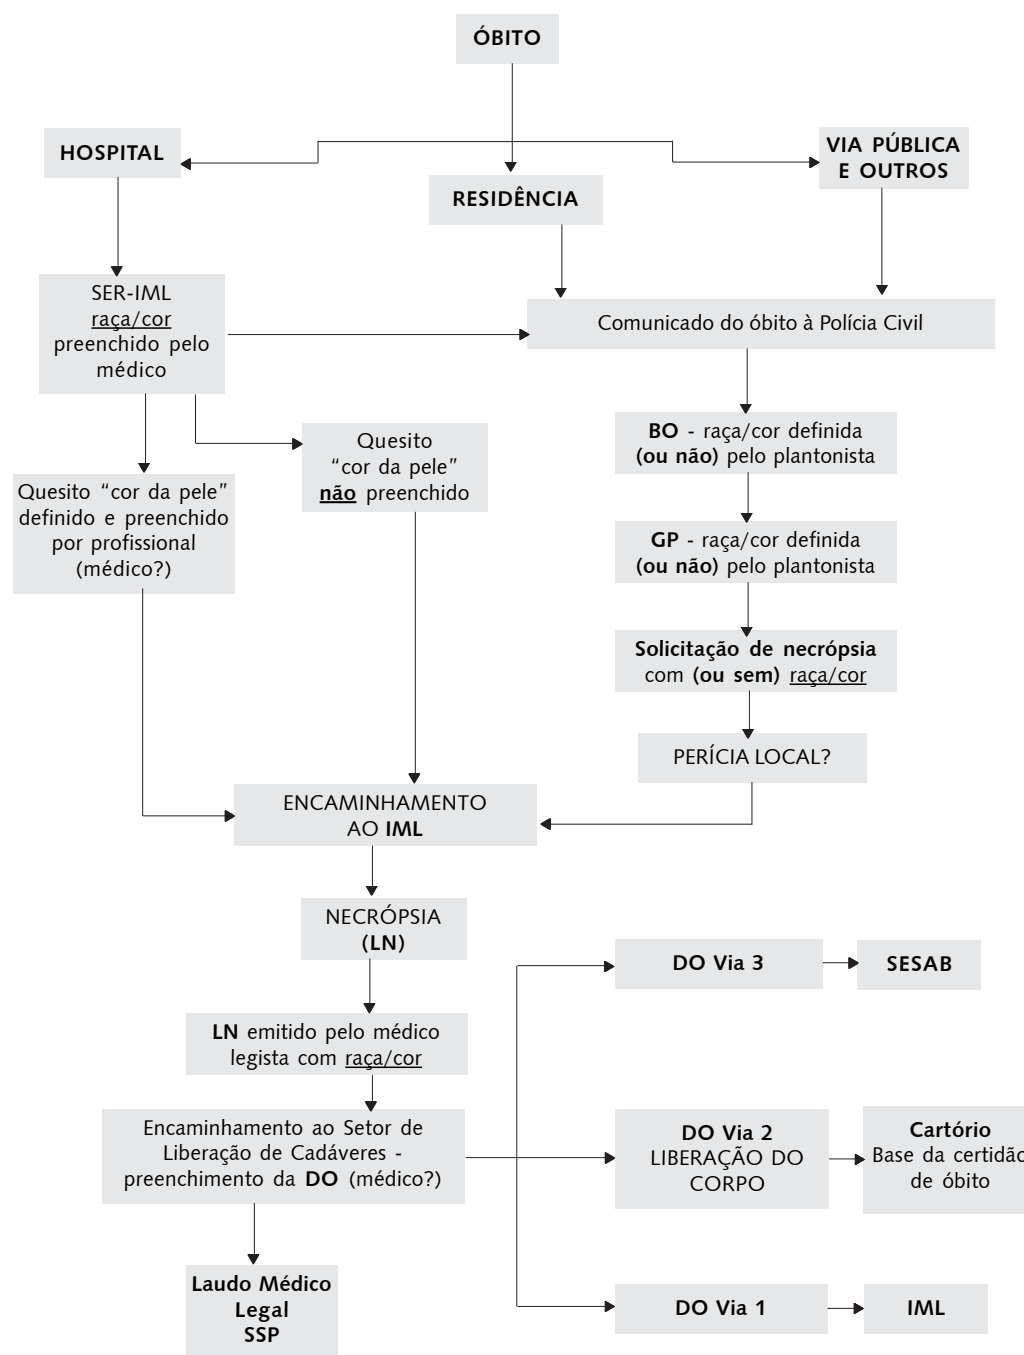 ÓBITO
HOSPITAL
VIA PÚBLICA
E OUTROS
RESIDÊNCIA
SER-IML
raça/cor
preenchido pelo
médico
Comunicado do óbito à Polícia Civil
BO - raça/cor definida
(ou não) pelo plantonista
Quesito
“cor da pele”
não preenchido
Quesito “cor da pele”
definido e preenchido
por profissional
(médico?)
GP - raça/cor definida
(ou não) pelo plantonista
Solicitação de necrópsia
com (ou sem) raça/cor
PERÍCIA LOCAL?
ENCAMINHAMENTO
AO IML
NECRÓPSIA
(LN)
DO Via 3
SESAB
LN emitido pelo médico
legista com raça/cor
Encaminhamento ao Setor de
Liberação de Cadáveres -
preenchimento da DO (médico?)
DO Via 2
LIBERAÇÃO DO
CORPO
Cartório
Base da certidão
de óbito
Laudo Médico
Legal
SSP
DO Via 1
IML